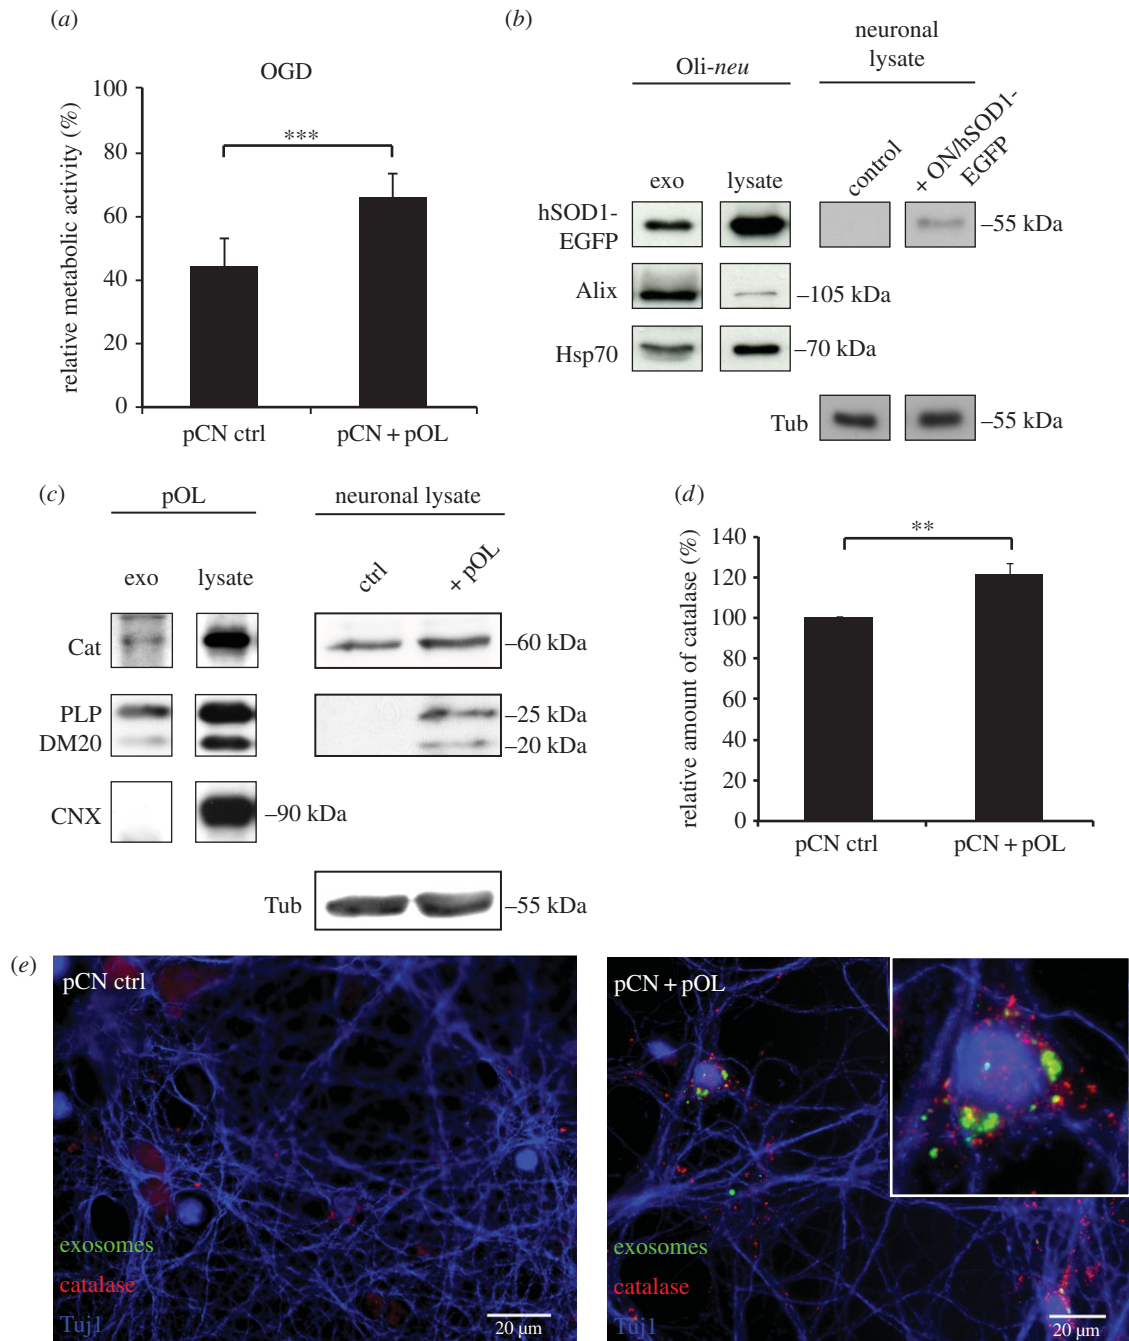 (a)
OGD
relative metabolic activity (%)
100
80
60
40
20
0
***
pCN ctrl
pCN + pOL
(b)
Oli-neu
neuronal
lysate
exo
lysate
control
+ ON/hSOD1-
EGFP
hSOD1-
EGFP
–55 kDa
Alix
–105 kDa
Hsp70
–70 kDa
Tub
–55 kDa
(c)
pOL
neuronal lysate
exo
lysate
ctrl
+ pOL
Cat
–60 kDa
PLP
–25 kDa
DM20
–20 kDa
CNX
–90 kDa
Tub
–55 kDa
(d)
relative amount of catalase (%)
140
120
100
80
60
40
20
0
**
pCN ctrl
pCN + pOL
(e)
pCN ctrl
exosomes
catalase
Tuj1
20 µm
pCN + pOL
exosomes
catalase
Tuj1
20 µm